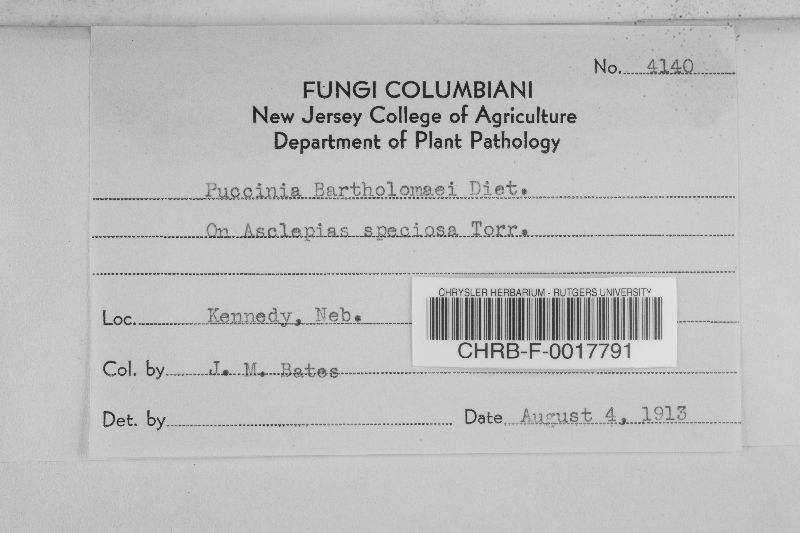 No. 4140
FUNGI COLUMBIANI
New Jersey College of Agriculture
Department of Plant Pathology
Puccinia Bartholomaei Diet.
On Asclepias speciosa Torr.
CHRYSLER HERBARIUM - RUTGERS UNIVERSITY
Loc. Kennedy, Neb.
CHRB-F-0017791
Col. by J. M. Bates
Det. by
Date August 4, 1913